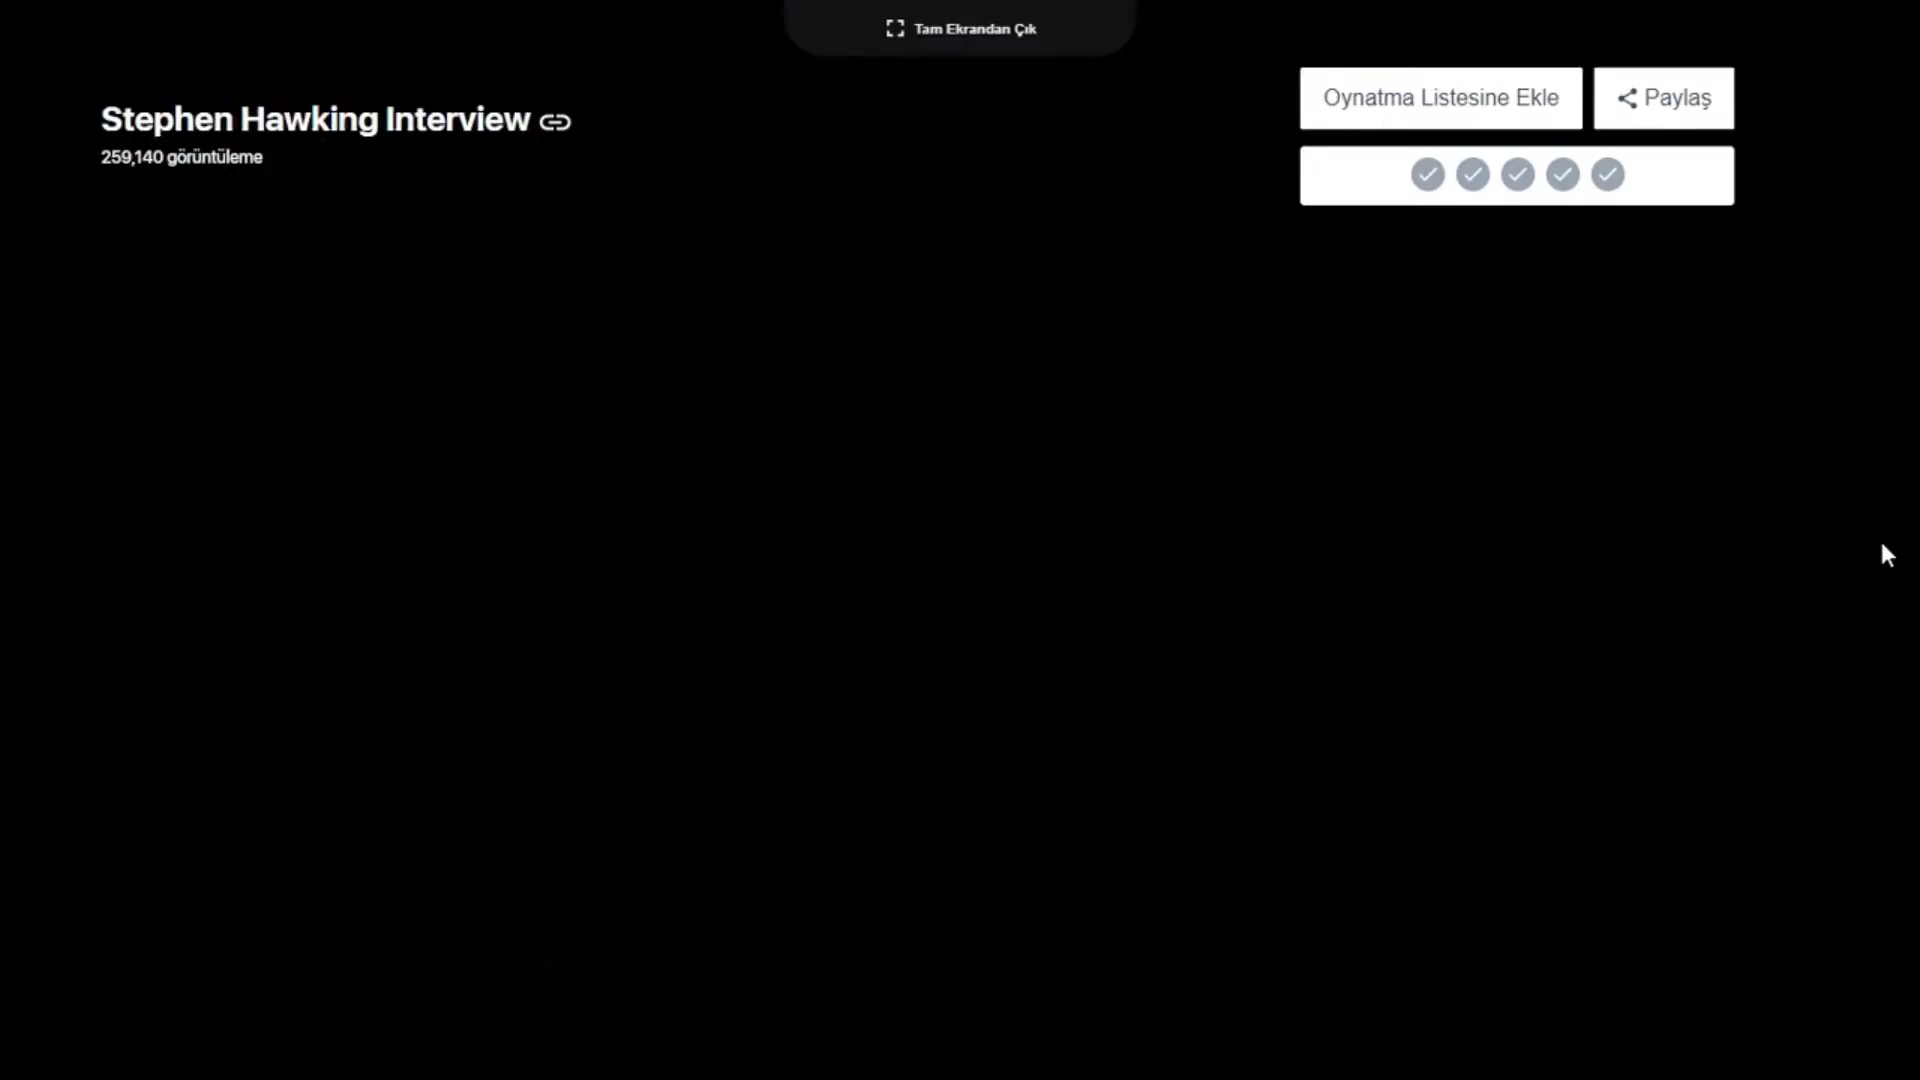 Tam Ekrandan Çık
Stephen Hawking Interview
259,140 görüntüleme
Oynatma Listesine Ekle
Paylaş